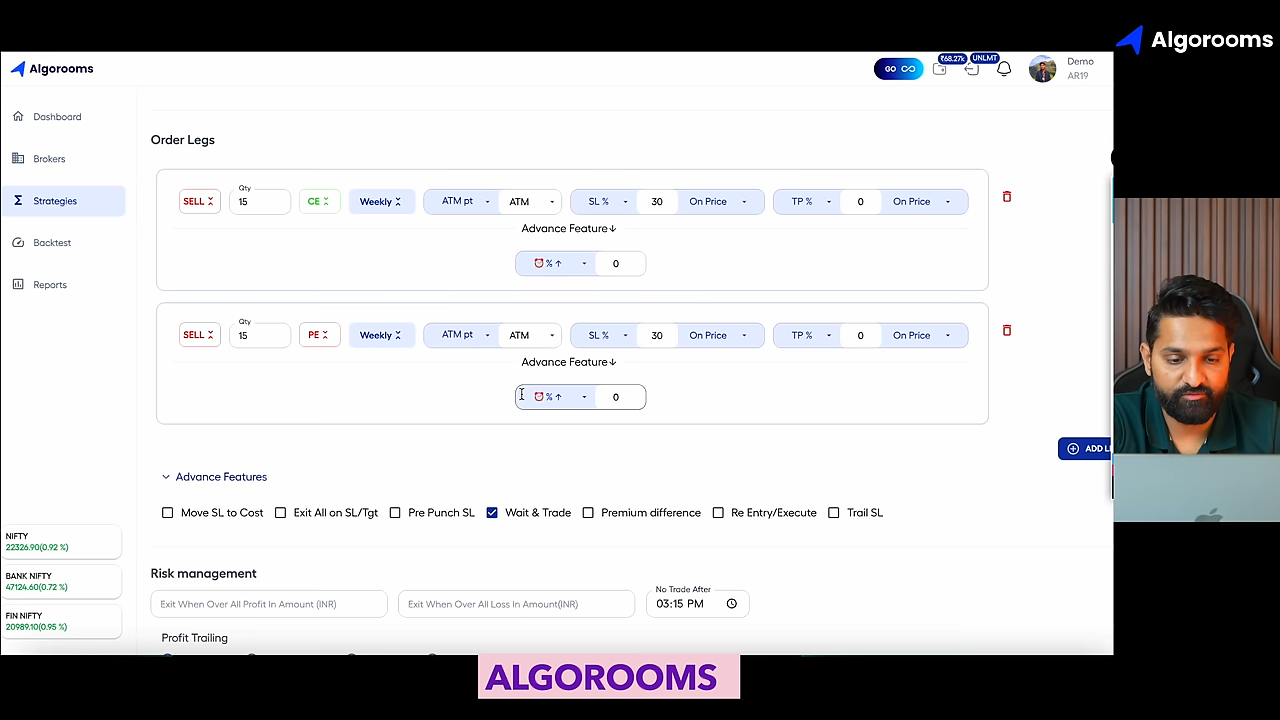 Algorooms
Algorooms
GO
₹68.27k
UNLMT
Demo
AR19
Dashboard
Brokers
Strategies
Backtest
Reports
Order Legs
Qty
SELL 15 CE Weekly ATM pt ATM SL % 30 On Price TP % 0 On Price
Advance Feature↓
% ↑ 0
Qty
SELL 15 PE Weekly ATM pt ATM SL % 30 On Price TP % 0 On Price
Advance Feature↓
% ↑ 0
ADD L
Advance Features
Move SL to Cost Exit All on SL/Tgt Pre Punch SL Wait & Trade Premium difference Re Entry/Execute Trail SL
NIFTY
22326.90(0.92 %)
BANK NIFTY
47124.60(0.72 %)
FIN NIFTY
20989.10(0.95 %)
Risk management
Exit When Over All Profit In Amount (INR) Exit When Over All Loss In Amount(INR)
No Trade After
03:15 PM
Profit Trailing
ALGOROOMS